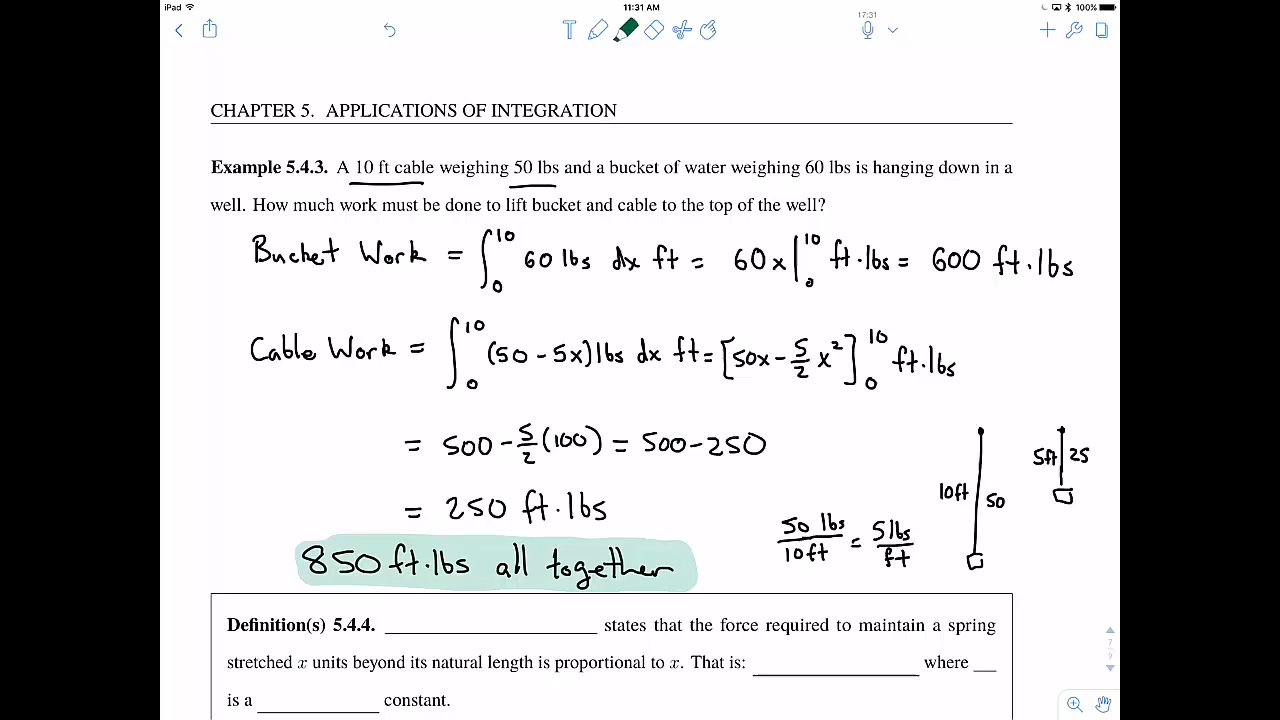 iPad 11:31 AM 100%
T 17:31
CHAPTER 5. APPLICATIONS OF INTEGRATION
Example 5.4.3. A 10 ft cable weighing 50 lbs and a bucket of water weighing 60 lbs is hanging down in a
well. How much work must be done to lift bucket and cable to the top of the well?
Bucket Work = ∫₀¹⁰ 60 lbs dx ft = 60x|₀¹⁰ ft·lbs = 600 ft·lbs
Cable Work = ∫₀¹⁰ (50 - 5x) lbs dx ft = [50x - 5/2 x²]₀¹⁰ ft·lbs
= 500 - 5/2 (100) = 500 - 250
= 250 ft·lbs
850 ft·lbs all together
50 lbs/10ft = 5 lbs/ft
10ft 50
5ft 25
Definition(s) 5.4.4. ____________________ states that the force required to maintain a spring
stretched x units beyond its natural length is proportional to x. That is: ________________ where __
is a ____________ constant.
7
9